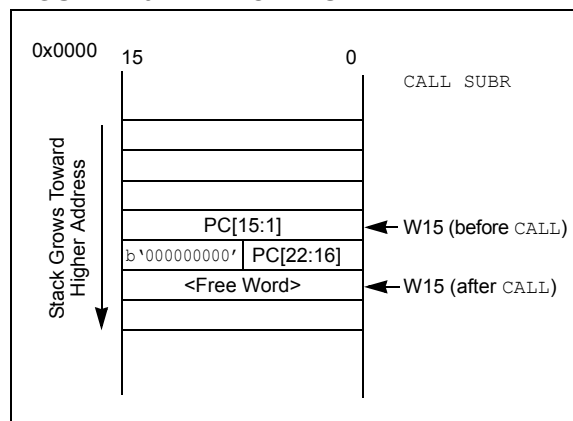 0x0000
15 0
CALL SUBR
Stack Grows Toward
Higher Address
PC[15:1]
W15 (before CALL)
b‘000000000’ PC[22:16]
<Free Word>
W15 (after CALL)